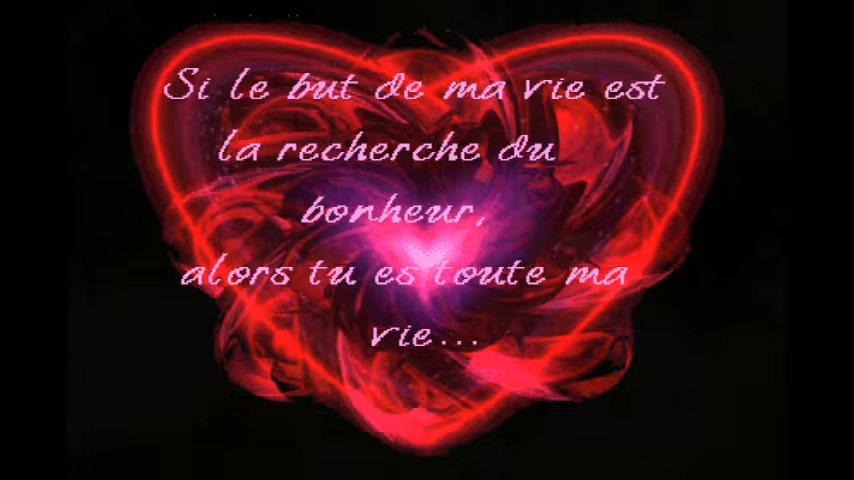 Si le but de ma vie est
la recherche du
bonheur,
alors tu es toute ma
vie...